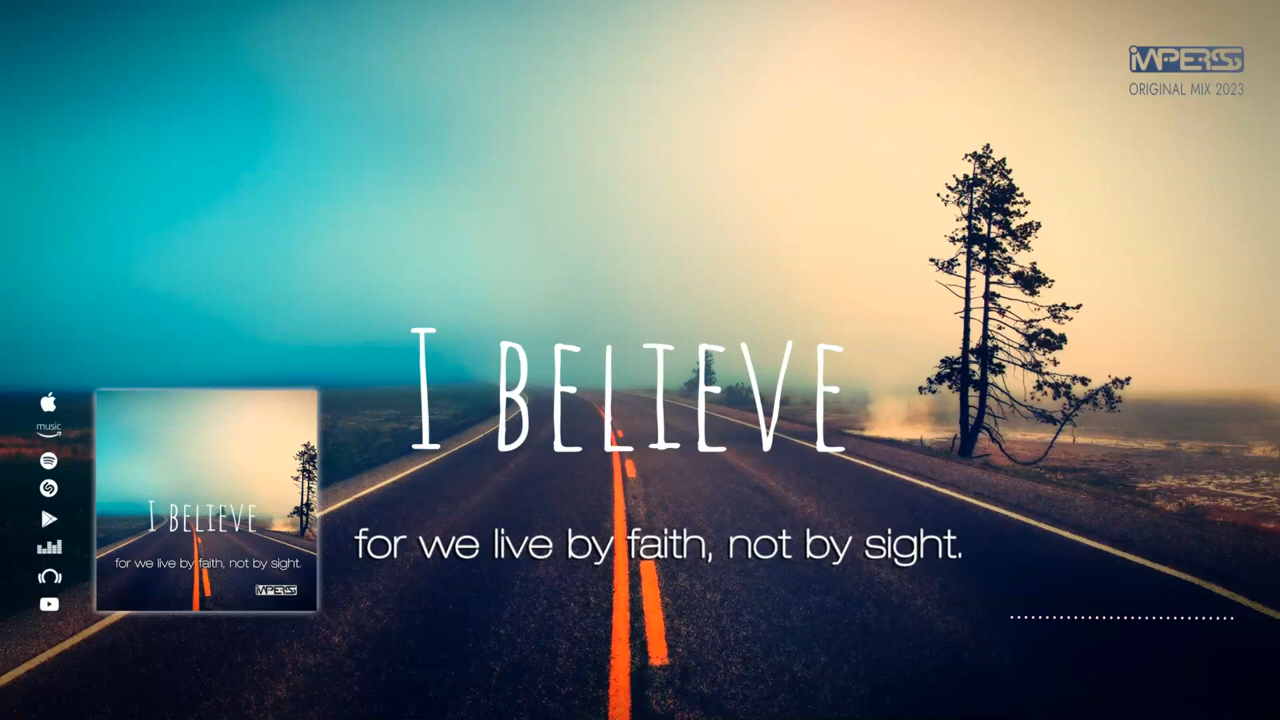 iMPERSS
ORIGINAL MIX 2023
I BELIEVE
for we live by faith, not by sight.
music
I BELIEVE
for we live by faith, not by sight.
iMPERSS